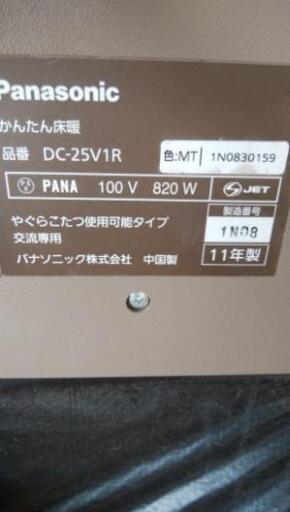 Panasonic
かんたん床暖
品番 DC-25V1R
色:MT 1N0830159
PANA 100 V 820 W
JET
やぐらこたつ使用可能タイプ
交流専用
製造番号
1N08
パナソニック株式会社 中国製
11年製